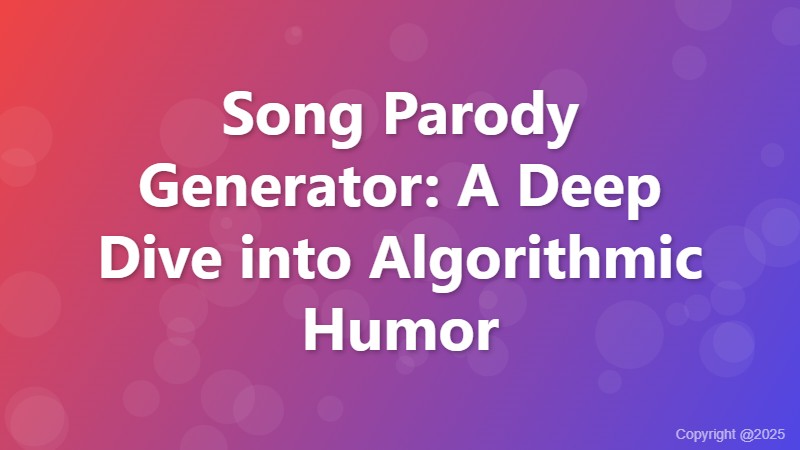 Song Parody
Generator: A Deep
Dive into Algorithmic
Humor
Copyright @2025